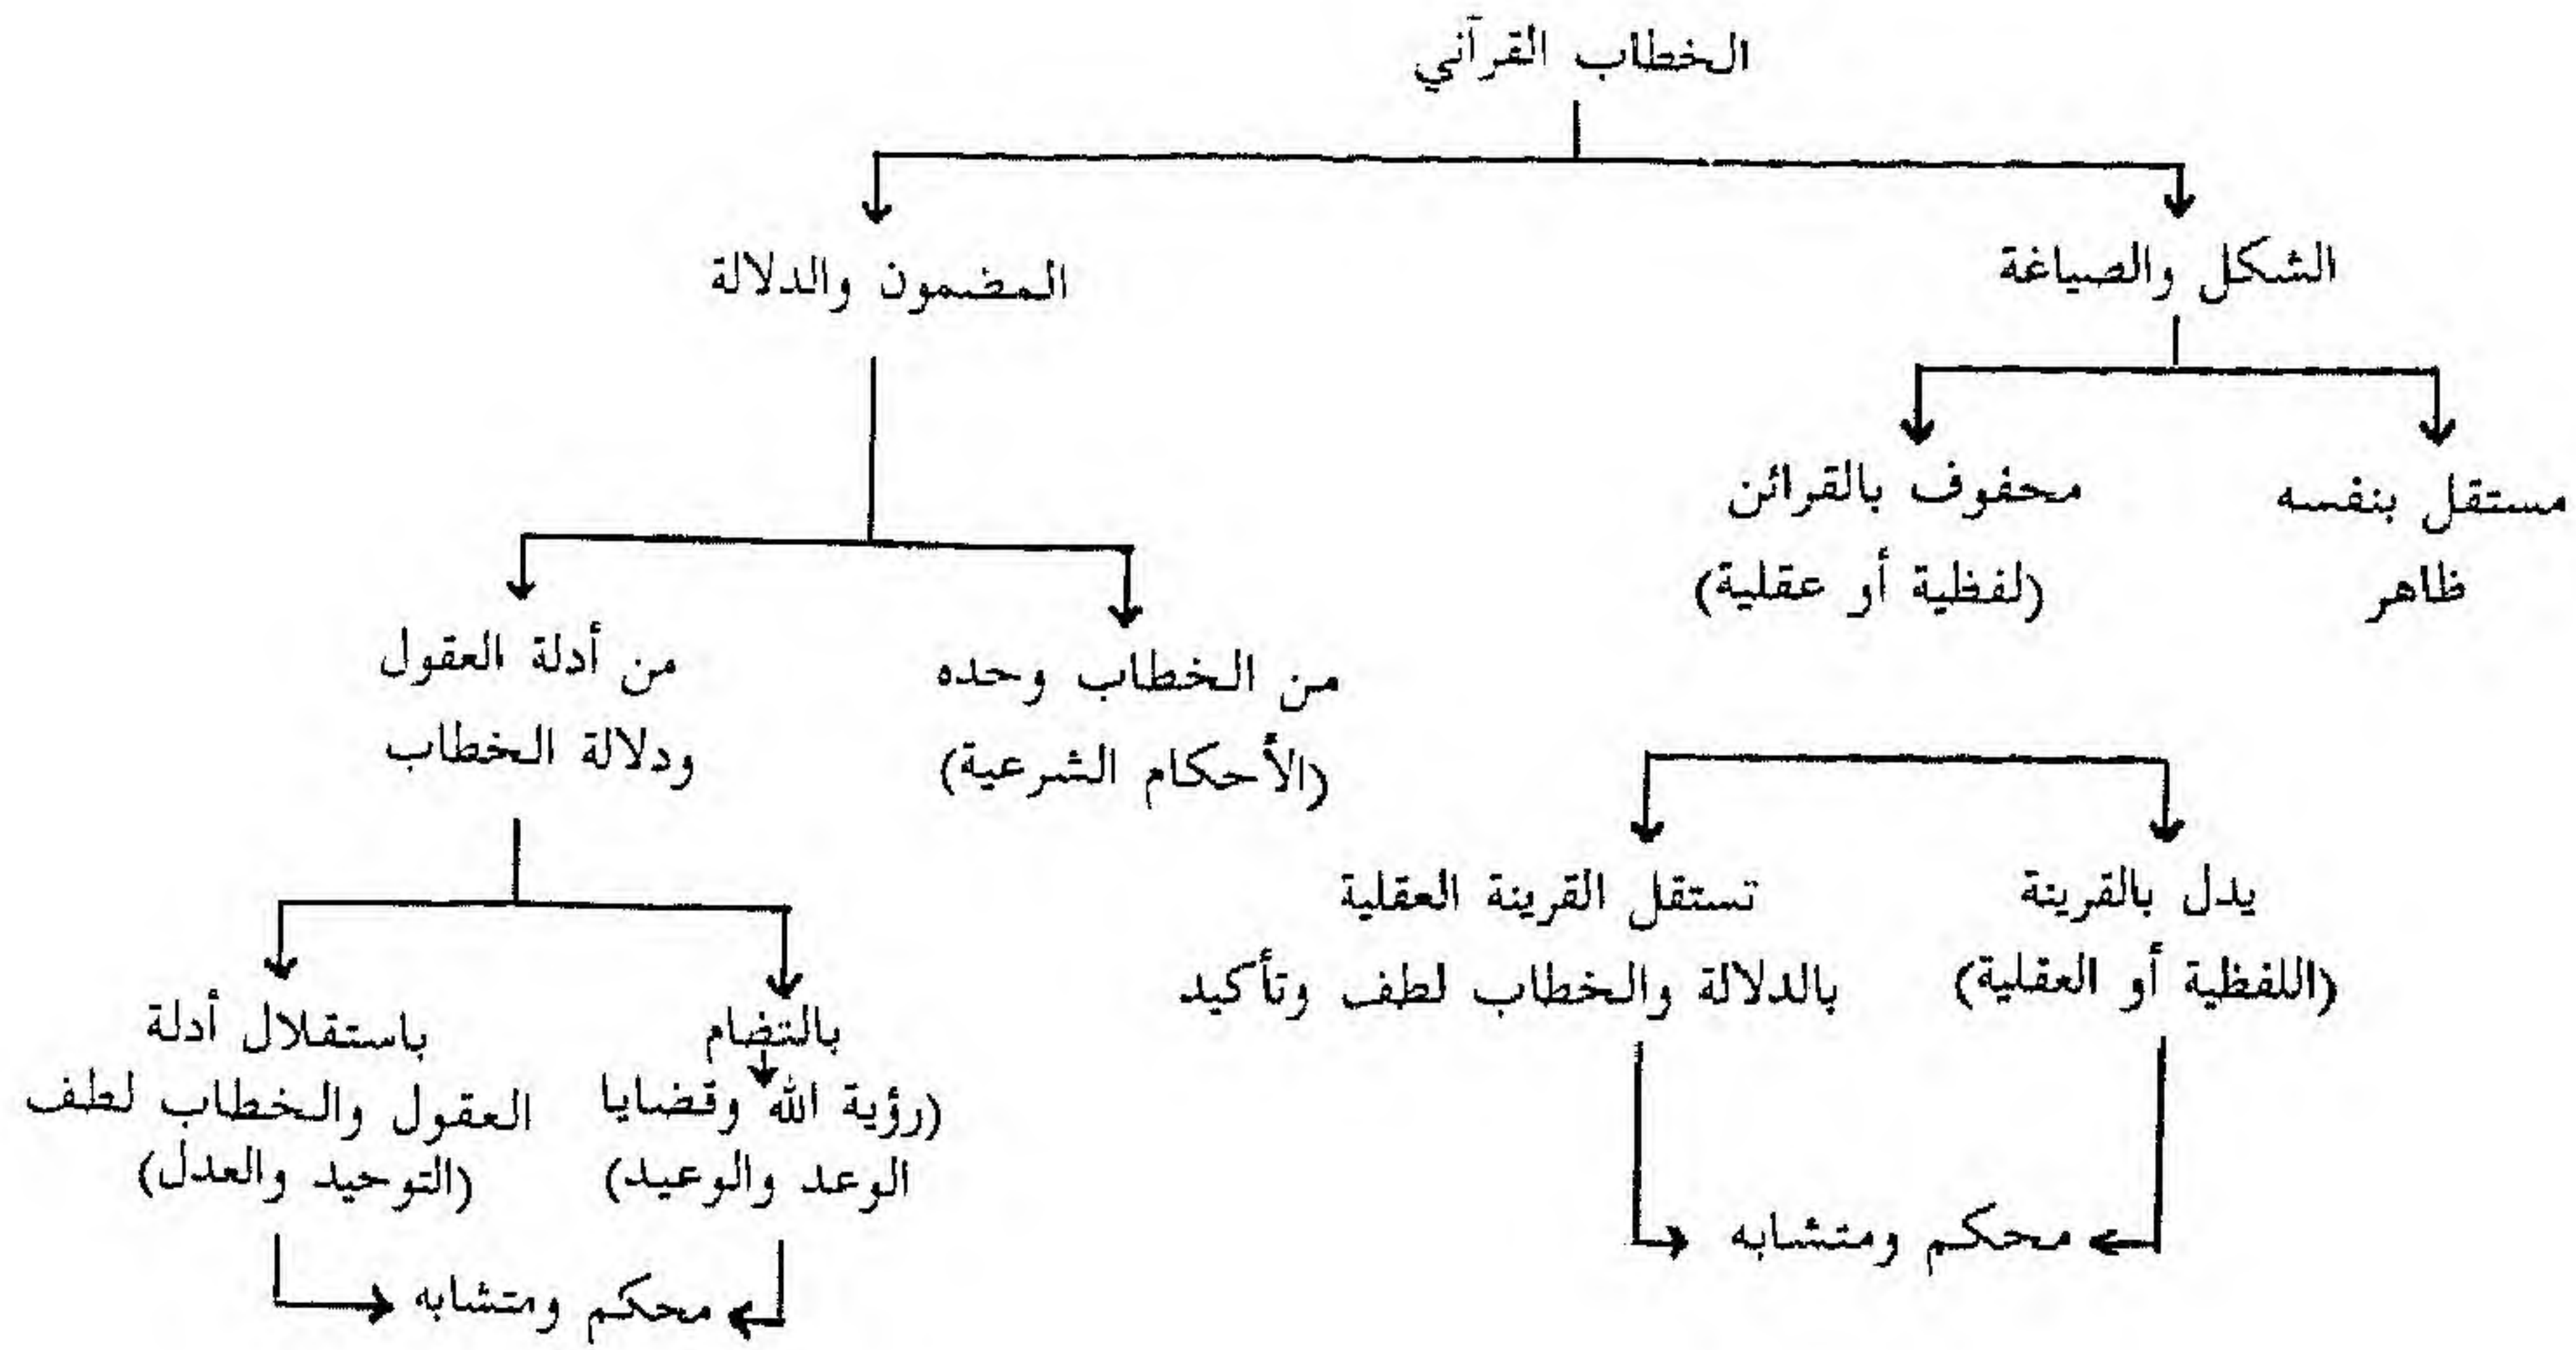 الخطاب القرآني
الشكل والصياغة
المضمون والدلالة
مستقل بنفسه
ظاهر
محفوف بالقرائن
(لفظية أو عقلية)
من الخطاب وحده
(الأحكام الشرعية)
من أدلة العقول
ودلالة الخطاب
يدل بالقرينة
(اللفظية أو العقلية)
تستقل القرينة العقلية
بالدلالة والخطاب لطف وتأكيد
محكم ومتشابه
بالتضام
(رؤية الله وقضايا
الوعد والوعيد)
باستقلال أدلة
العقول والخطاب لطف
(التوحيد والعدل)
محكم ومتشابه